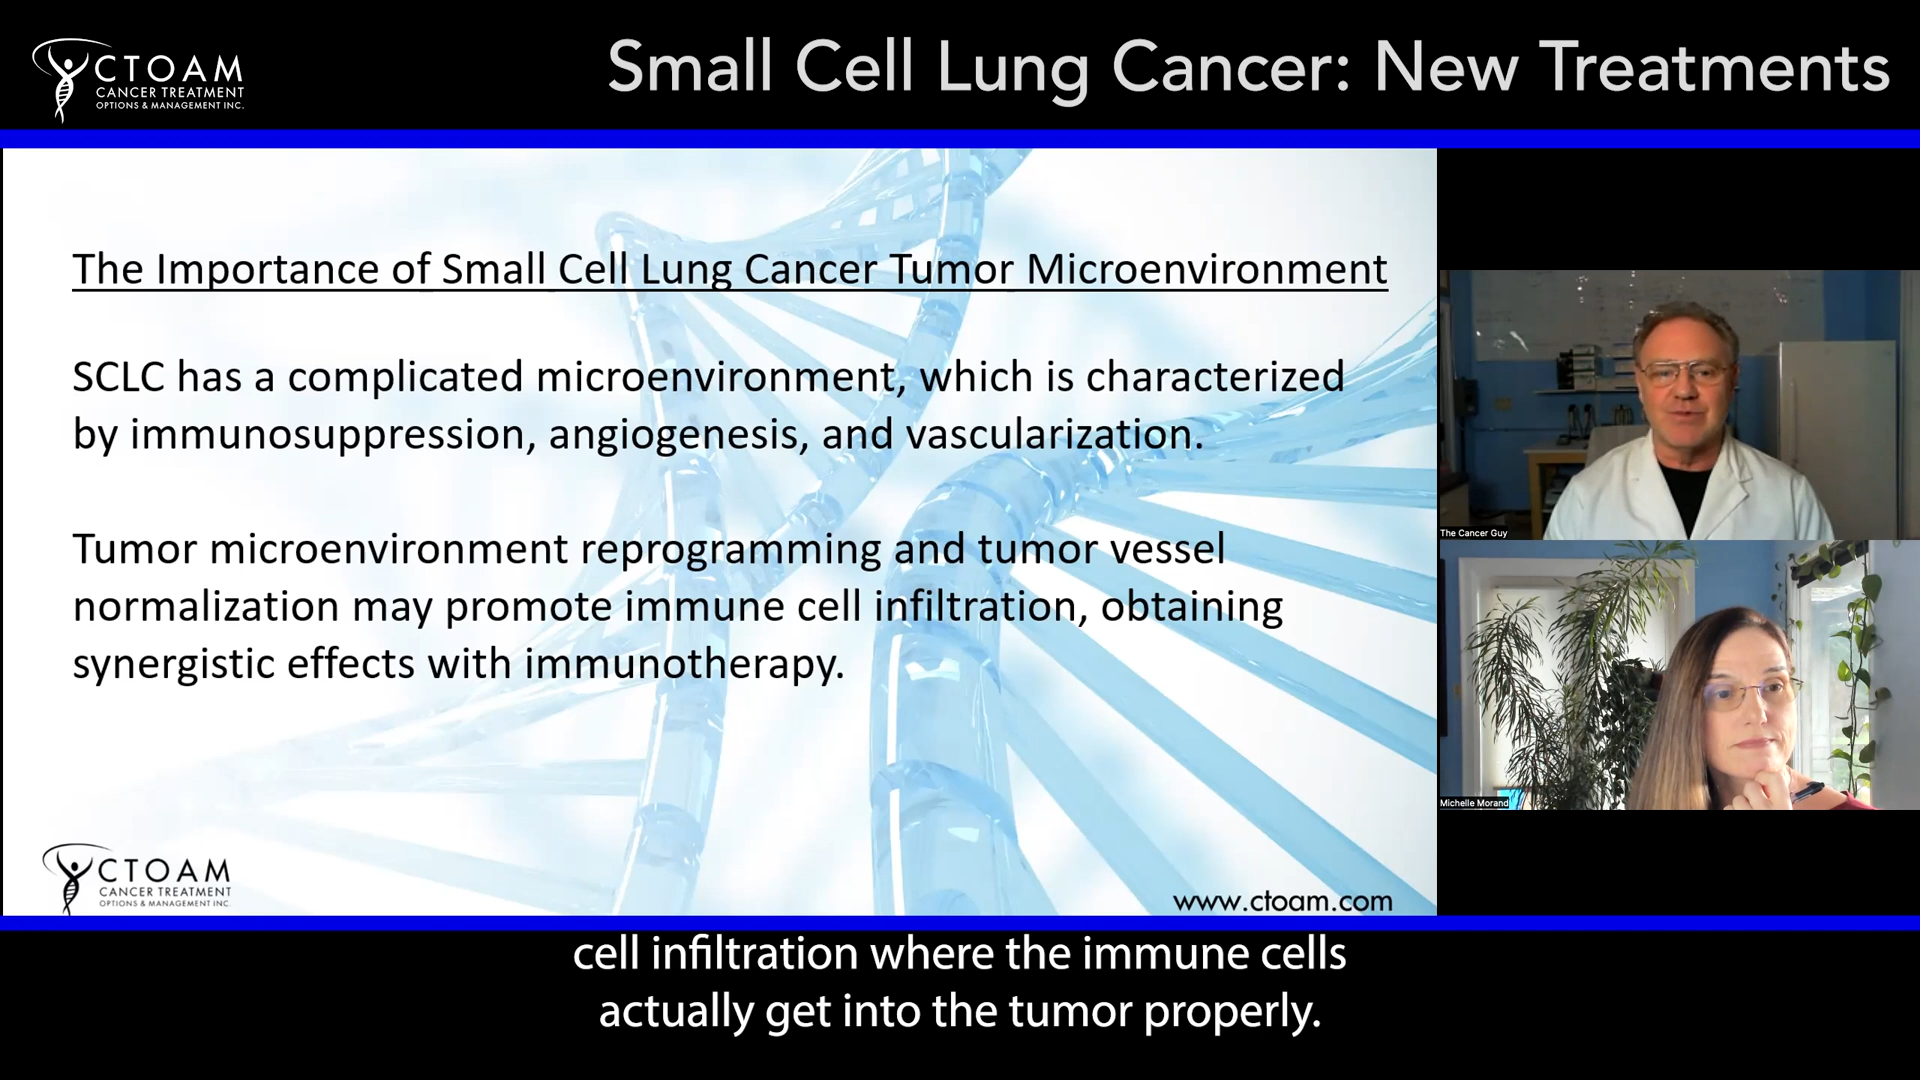 CTOAM
CANCER TREATMENT
OPTIONS & MANAGEMENT INC.
Small Cell Lung Cancer: New Treatments
The Importance of Small Cell Lung Cancer Tumor Microenvironment
SCLC has a complicated microenvironment, which is characterized
by immunosuppression, angiogenesis, and vascularization.
Tumor microenvironment reprogramming and tumor vessel
normalization may promote immune cell infiltration, obtaining
synergistic effects with immunotherapy.
CTOAM
CANCER TREATMENT
OPTIONS & MANAGEMENT INC.
www.ctoam.com
The Cancer Guy
Michelle Morand
cell infiltration where the immune cells
actually get into the tumor properly.